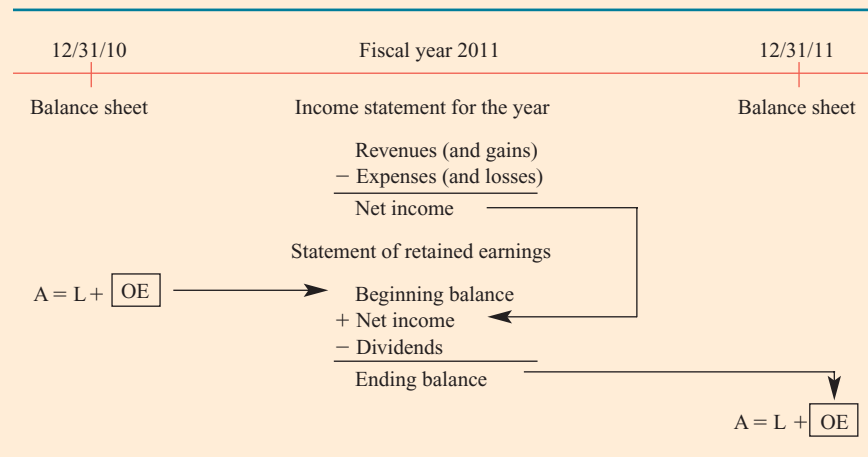 12/31/10 Fiscal year 2011 12/31/11
Balance sheet Income statement for the year Balance sheet
Revenues (and gains)
− Expenses (and losses)
Net income
Statement of retained earnings
A = L + OE Beginning balance
+ Net income
− Dividends
Ending balance
A = L + OE